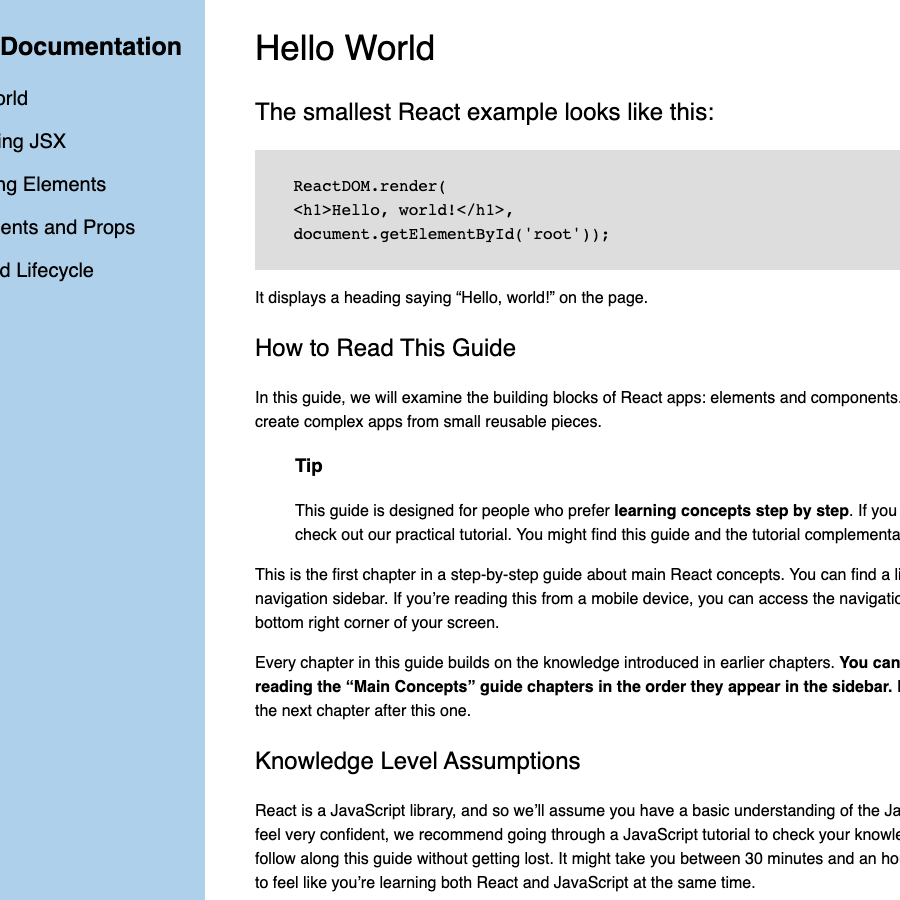 Documentation
orld
ing JSX
ng Elements
ents and Props
d Lifecycle
Hello World
The smallest React example looks like this:
ReactDOM.render(
<h1>Hello, world!</h1>,
document.getElementById('root'));
It displays a heading saying “Hello, world!” on the page.
How to Read This Guide
In this guide, we will examine the building blocks of React apps: elements and components.
create complex apps from small reusable pieces.
Tip
This guide is designed for people who prefer learning concepts step by step. If you
check out our practical tutorial. You might find this guide and the tutorial complementa
This is the first chapter in a step-by-step guide about main React concepts. You can find a li
navigation sidebar. If you’re reading this from a mobile device, you can access the navigatio
bottom right corner of your screen.
Every chapter in this guide builds on the knowledge introduced in earlier chapters. You can
reading the “Main Concepts” guide chapters in the order they appear in the sidebar.
the next chapter after this one.
Knowledge Level Assumptions
React is a JavaScript library, and so we’ll assume you have a basic understanding of the Ja
feel very confident, we recommend going through a JavaScript tutorial to check your knowle
follow along this guide without getting lost. It might take you between 30 minutes and an ho
to feel like you’re learning both React and JavaScript at the same time.